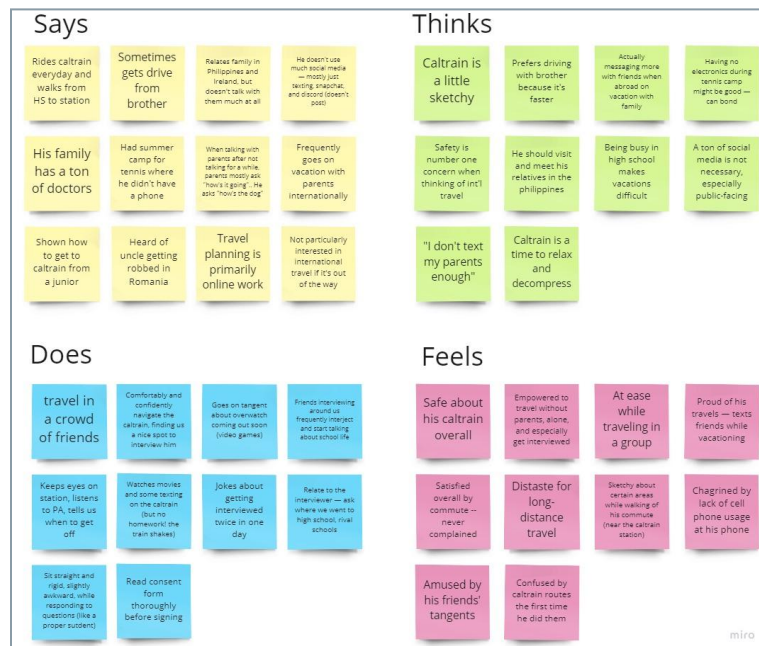 Says
Rides caltrain
everyday and
walks from
HS to station
Sometimes
gets drive
from
brother
Relates family in
Philippines and
Ireland, but
doesn't talk with
them much at all
He doesn't use
much social media
— mostly just
texting, snapchat,
and discord (doesn't
post)
His family
has a ton
of doctors
Had summer
camp for
tennis where
he didn't have
a phone
When talking with
parents after not
talking for a while,
parents mostly ask
"how's it going".. He
asks "how's the dog"
Frequently
goes on
vacation with
parents
internationally
Shown how
to get to
caltrain from
a junior
Heard of
uncle getting
robbed in
Romania
Travel
planning is
primarily
online work
Not particularly
interested in
international
travel if it's out of
the way
Thinks
Caltrain is
a little
sketchy
Prefers driving
with brother
because it's
faster
Actually
messaging more
with friends when
abroad on
vacation with
family
Having no
electronics during
tennis camp
might be good —
can bond
Safety is
number one
concern when
thinking of int'l
travel
He should visit
and meet his
relatives in the
philippines
Being busy in
high school
makes
vacations
difficult
A ton of social
media is not
necessary,
especially
public-facing
"I don't text
my parents
enough"
Caltrain is a
time to relax
and
decompress
Does
travel in
a crowd
of friends
Comfortably and
confidently
navigate the
caltrain, finding us
a nice spot to
interview him
Goes on tangent
about overwatch
coming out soon
(video games)
Friends interviewing
around us
frequently interject
and start talking
about school life
Keeps eyes on
station, listens
to PA, tells us
when to get
off
Watches movies
and some texting
on the caltrain
(but no
homework! the
train shakes)
Jokes about
getting
interviewed
twice in one
day
Relate to the
interviewer — ask
where we went to
high school, rival
schools
Sit straight and
rigid, slightly
awkward, while
responding to
questions (like a
proper sutdent)
Read consent
form
thoroughly
before signing
Feels
Safe about
his caltrain
overall
Empowered to
travel without
parents, alone, and
especially get
interviewed
At ease
while
traveling in
a group
Proud of his
travels — texts
friends while
vacationing
Satisfied
overall by
commute --
never
complained
Distaste for
long-
distance
travel
Sketchy about
certain areas
while walking of
his commute
(near the caltrain
station)
Chagrined by
lack of cell
phone usage
at his phone
Amused by
his friends'
tangents
Confused by
caltrain routes
the first time
he did them
miro